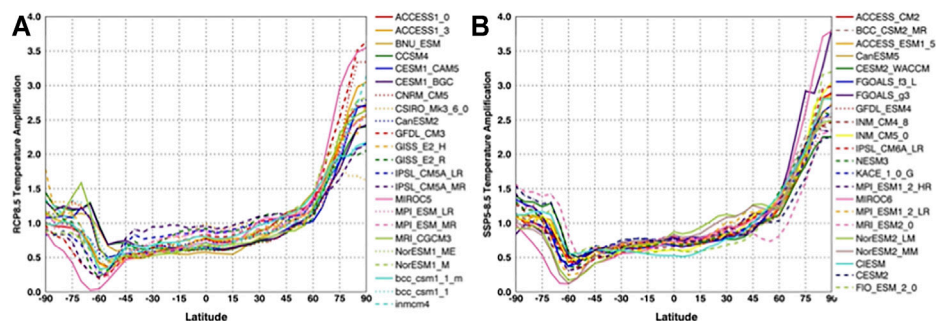 A
RCP8.5 Temperature Amplification
4.0
3.5
3.0
2.5
2.0
1.5
1.0
0.5
0.0
-90 -75 -60 -45 -30 -15 0 15 30 45 60 75 90
Latitude
ACCESS1_0
ACCESS1_3
BNU_ESM
CCSM4
CESM1_CAM5
CESM1_BGC
CNRM_CM5
CSIRO_Mk3_6_0
CanESM2
GFDL_CM3
GISS_E2_H
GISS_E2_R
IPSL_CM5A_LR
IPSL_CM5A_MR
MIROC5
MPI_ESM_LR
MPI_ESM_MR
MRI_CGCM3
NorESM1_ME
NorESM1_M
bcc_csm1_1_m
bcc_csm1_1
inmcm4
B
SSP5-8.5 Temperature Amplification
4.0
3.5
3.0
2.5
2.0
1.5
1.0
0.5
0.0
-90 -75 -60 -45 -30 -15 0 15 30 45 60 75 90
Latitude
ACCESS_CM2
BCC_CSM2_MR
ACCESS_ESM1_5
CanESM5
CESM2_WACCM
FGOALS_f3_L
FGOALS_g3
GFDL_ESM4
INM_CM4_8
INM_CM5_0
IPSL_CM6A_LR
NESM3
KACE_1_0_G
MPI_ESM1_2_HR
MIROC6
MPI_ESM1_2_LR
MRI_ESM2_0
NorESM2_LM
NorESM2_MM
CIESM
CESM2
FIO_ESM_2_0